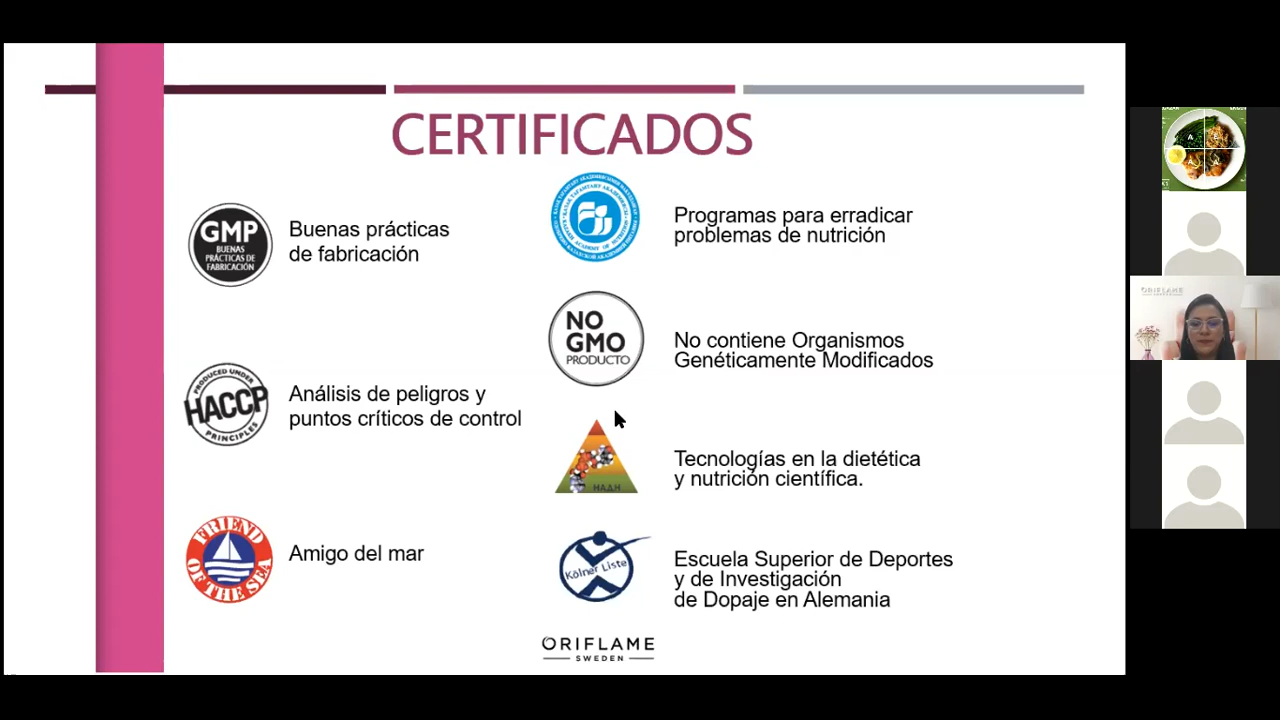 CERTIFICADOS
GMP
BUENAS
PRÁCTICAS DE
FABRICACIÓN
Buenas prácticas
de fabricación
PRODUCED UNDER
HACCP
PRINCIPLES
Análisis de peligros y
puntos críticos de control
FRIEND
OF THE SEA
Amigo del mar
ACADEMY OF NUTRITION
Programas para erradicar
problemas de nutrición
NO
GMO
PRODUCTO
No contiene Organismos
Genéticamente Modificados
НАДН
Tecnologías en la dietética
y nutrición científica.
Kölner Liste
Escuela Superior de Deportes
y de Investigación
de Dopaje en Alemania
ORIFLAME
SWEDEN
ORIFLAME